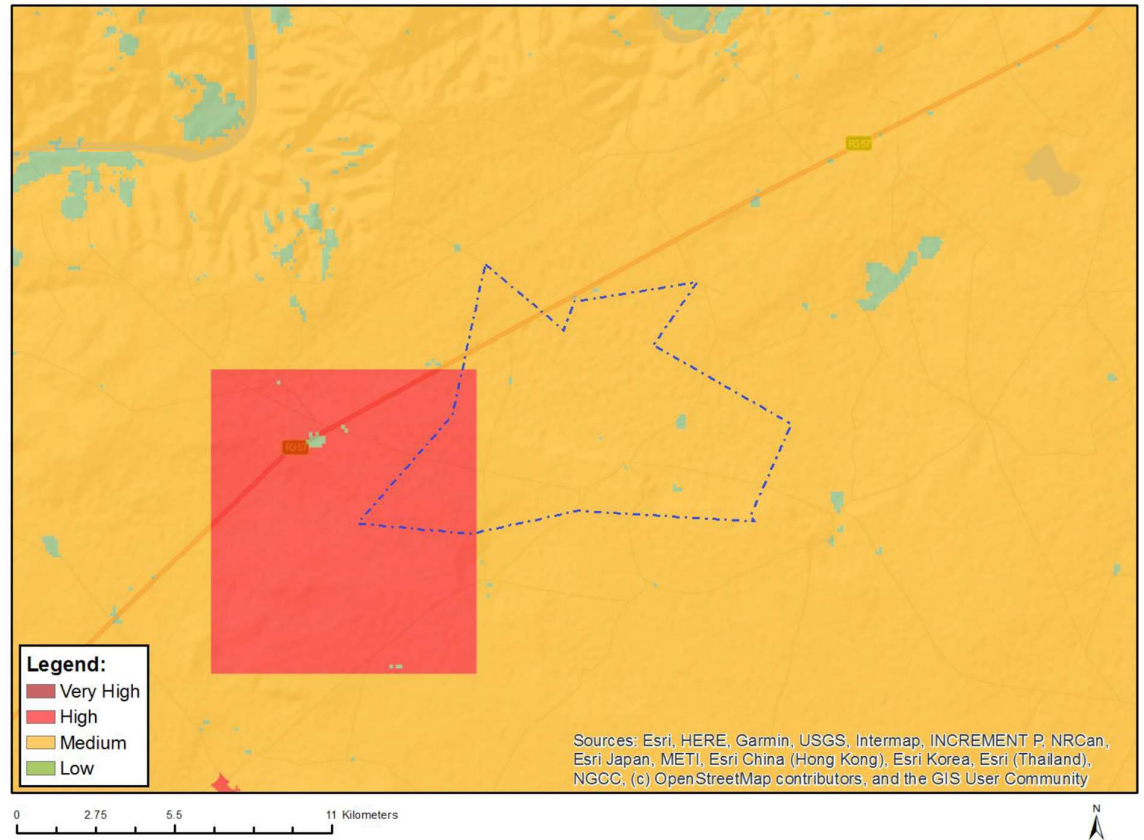 R357
R357
Legend:
Very High
High
Medium
Low
Sources: Esri, HERE, Garmin, USGS, Intermap, INCREMENT P, NRCan,
Esri Japan, METI, Esri China (Hong Kong), Esri Korea, Esri (Thailand),
NGCC, (c) OpenStreetMap contributors, and the GIS User Community
0 2.75 5.5 11 Kilometers
N